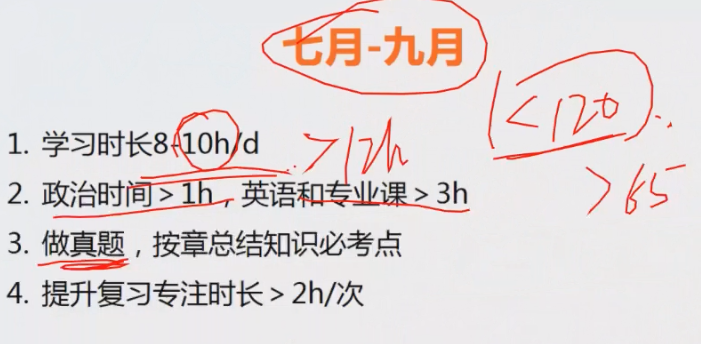 七月-九月
<120
1. 学习时长8-10h/d
>12h
>65
2. 政治时间>1h，英语和专业课>3h
3. 做真题，按章总结知识必考点
4. 提升复习专注时长>2h/次